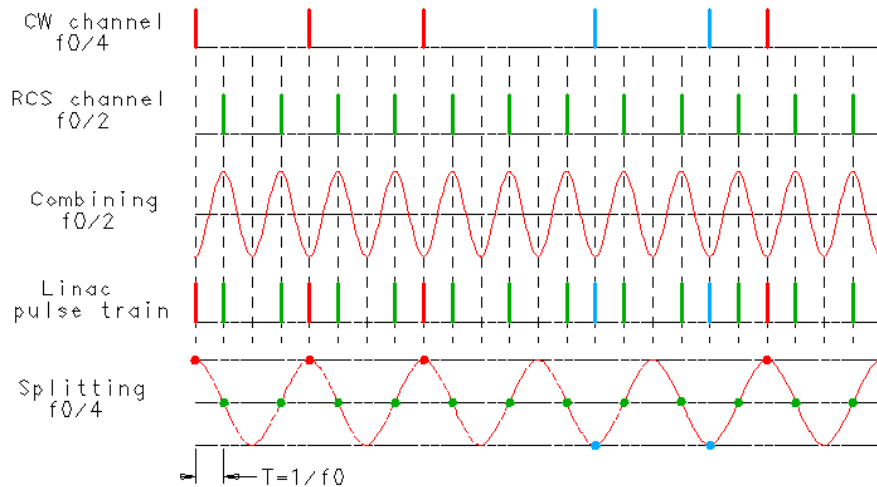 CW channel
f0/4
RCS channel
f0/2
Combining
f0/2
Linac
pulse train
Splitting
f0/4
T=1/f0